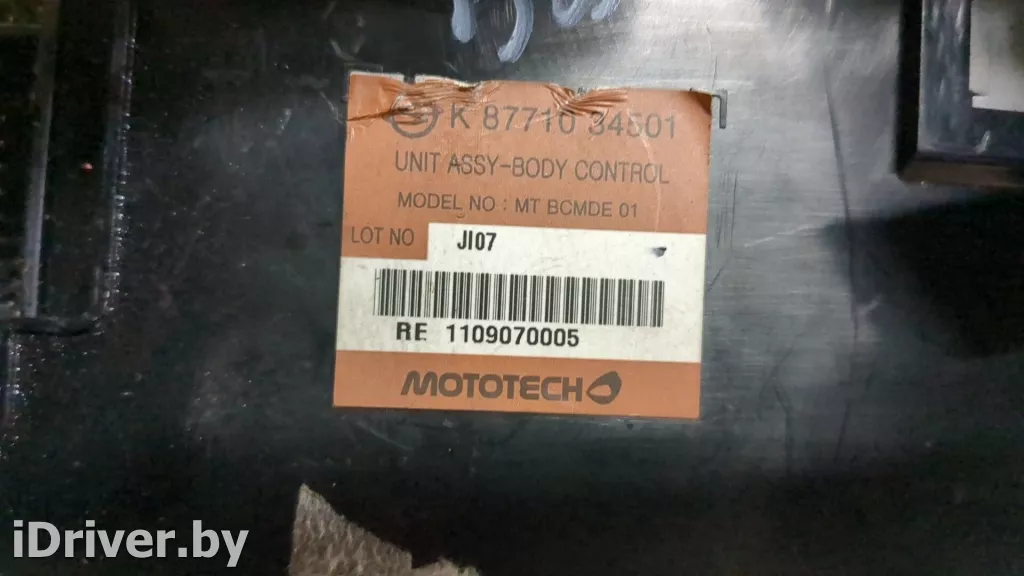 K 87710 34501
UNIT ASSY-BODY CONTROL
MODEL NO : MT BCMDE 01
LOT NO JI07
RE 1109070005
MOTOTECH
iDriver.by